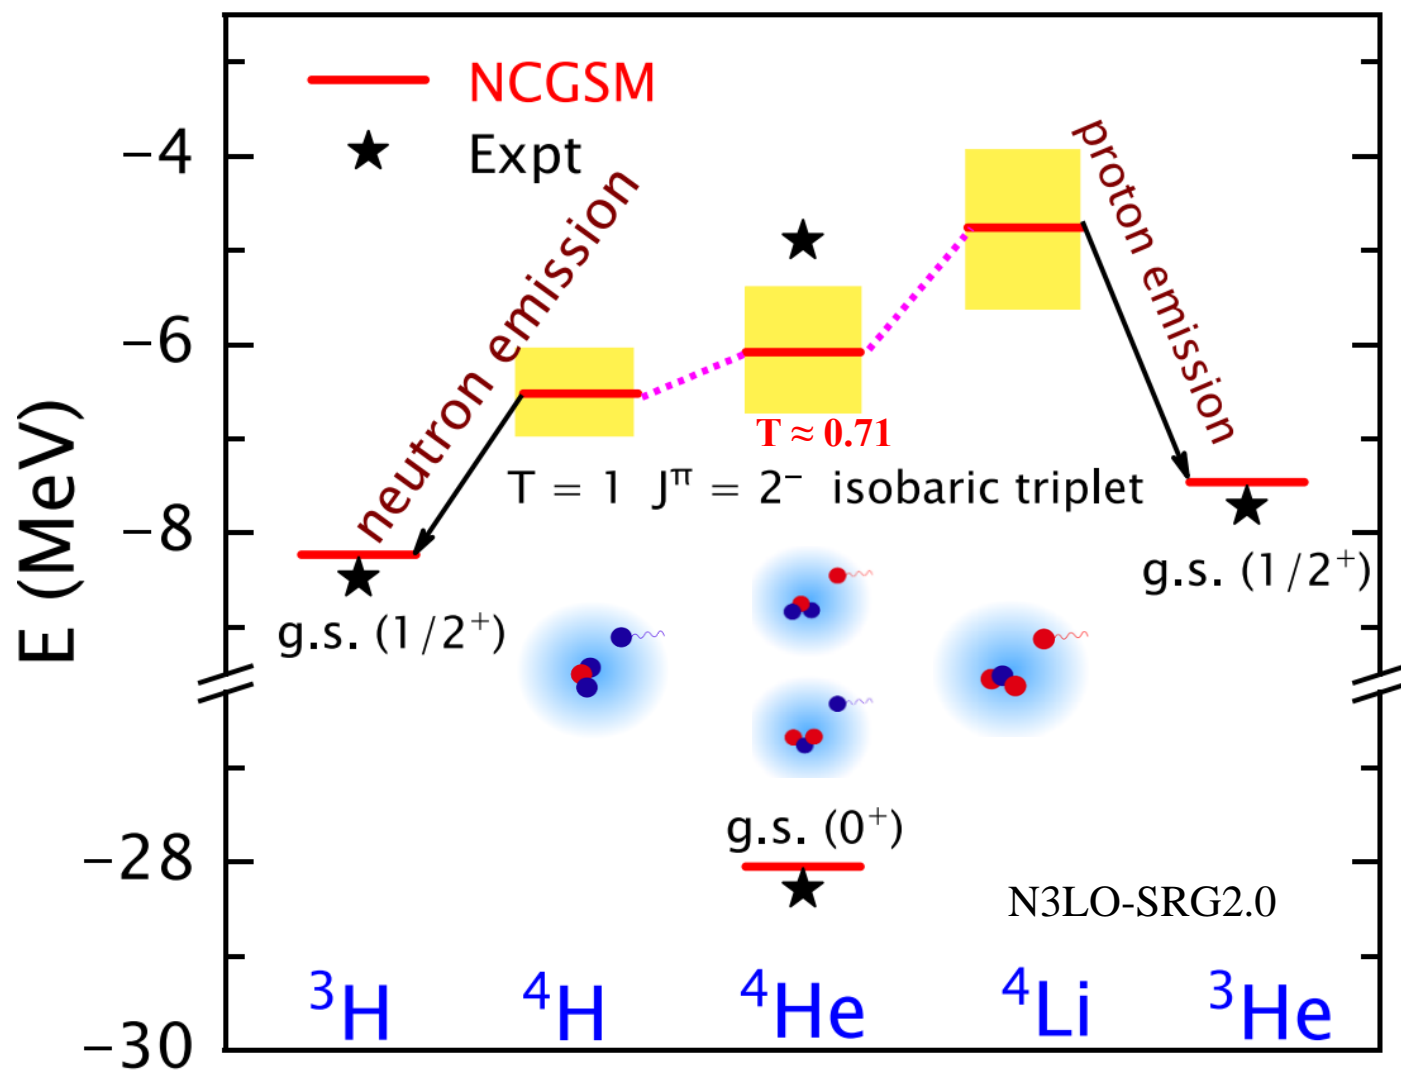 NCGSM
Expt
−4
−6
−8
−28
−30
E (MeV)
neutron emission
proton emission
T ≈ 0.71
T = 1 Jπ = 2− isobaric triplet
g.s. (1/2+)
g.s. (1/2+)
g.s. (0+)
N3LO-SRG2.0
3H 4H 4He 4Li 3He